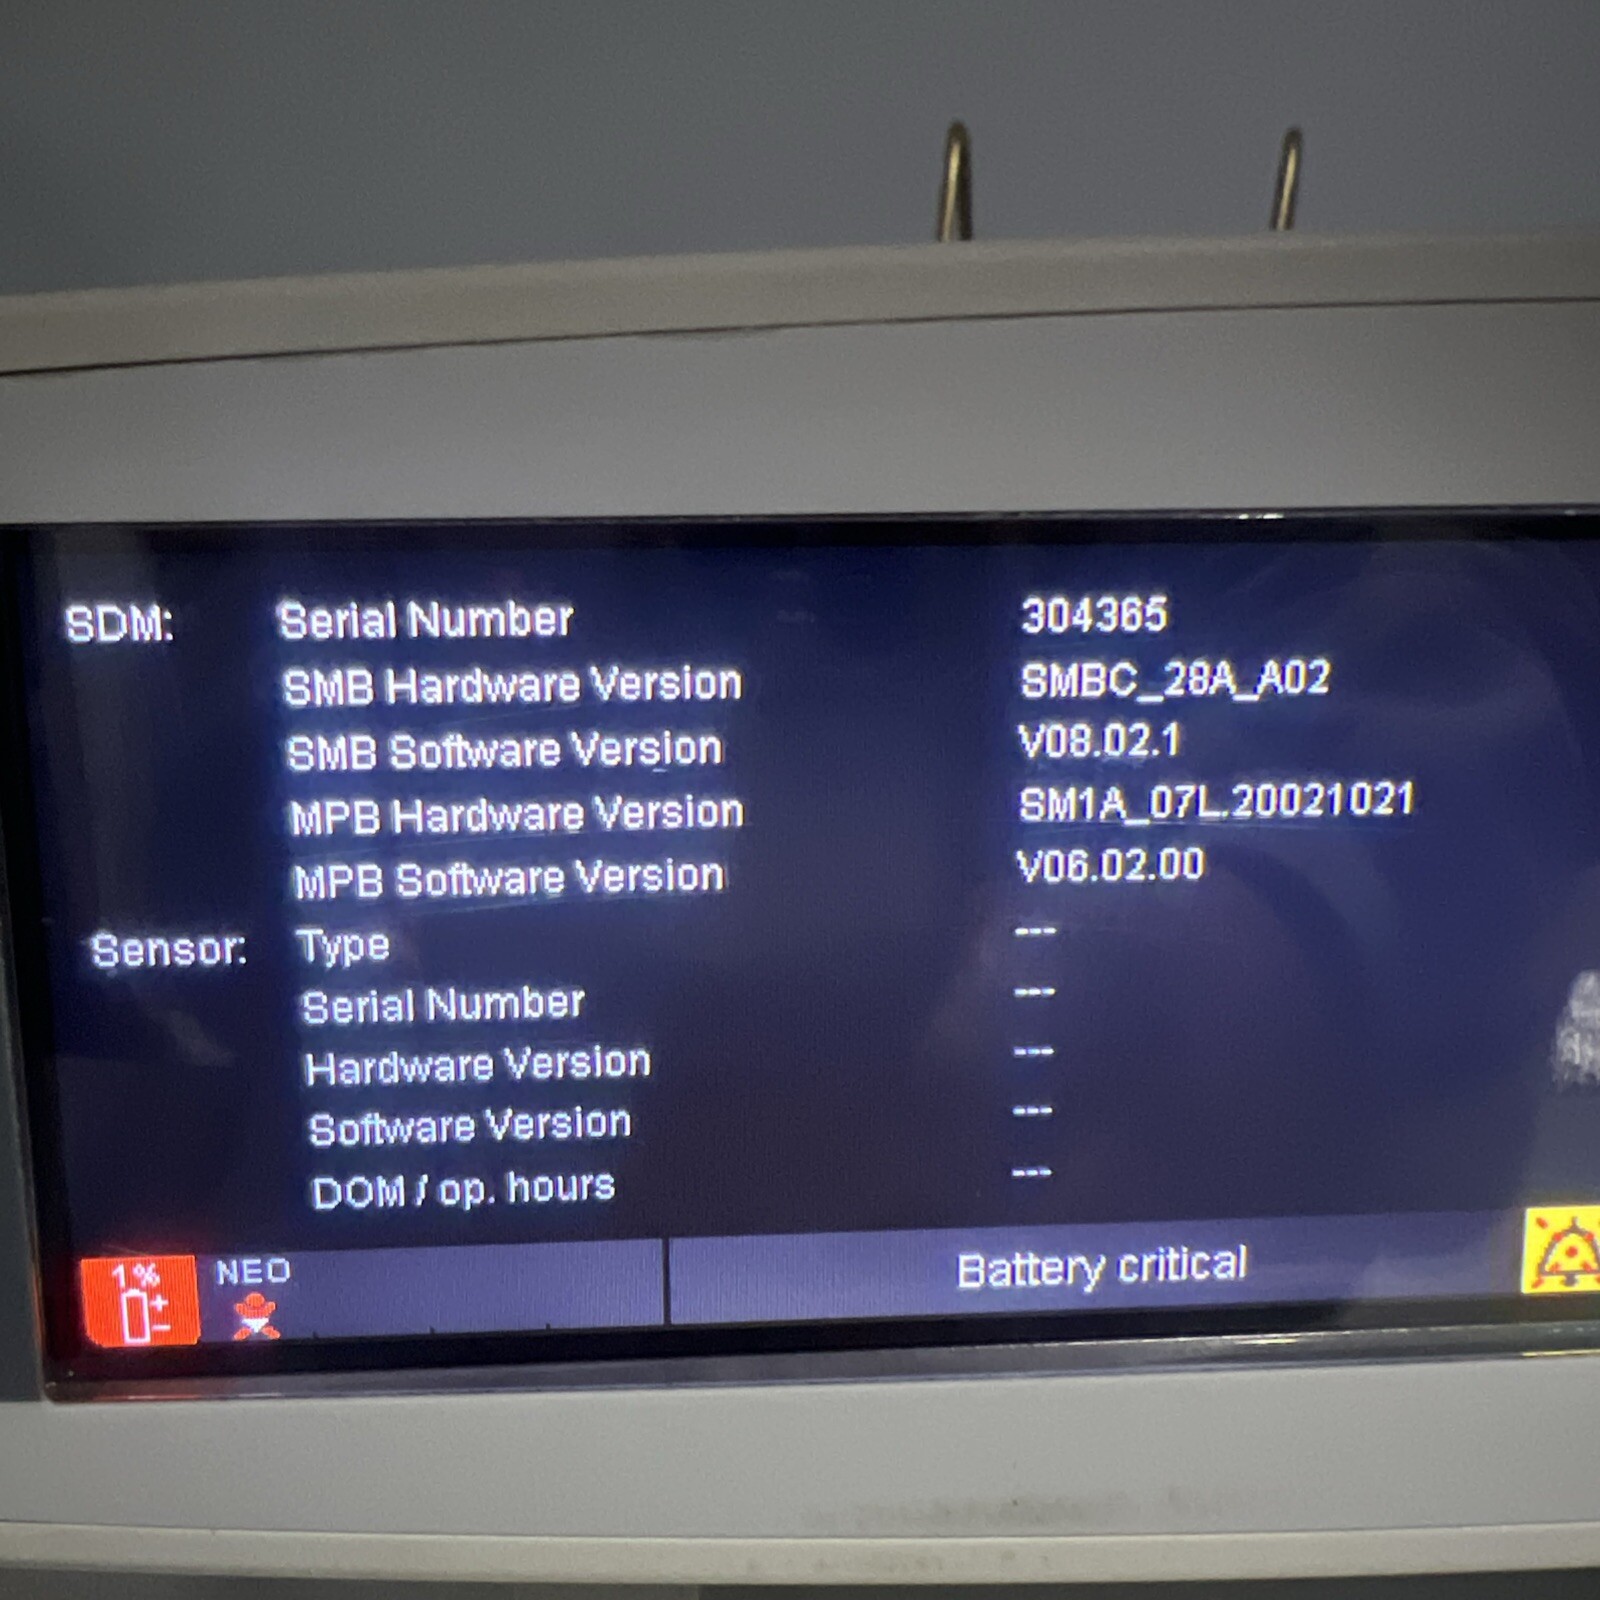 SDM: Serial Number 304365
SMB Hardware Version SMBC_28A_A02
SMB Software Version V08.02.1
MPB Hardware Version SM1A_07L.20021021
MPB Software Version V06.02.00
Sensor: Type ---
Serial Number ---
Hardware Version ---
Software Version ---
DOM / op. hours ---
1% NEO Battery critical